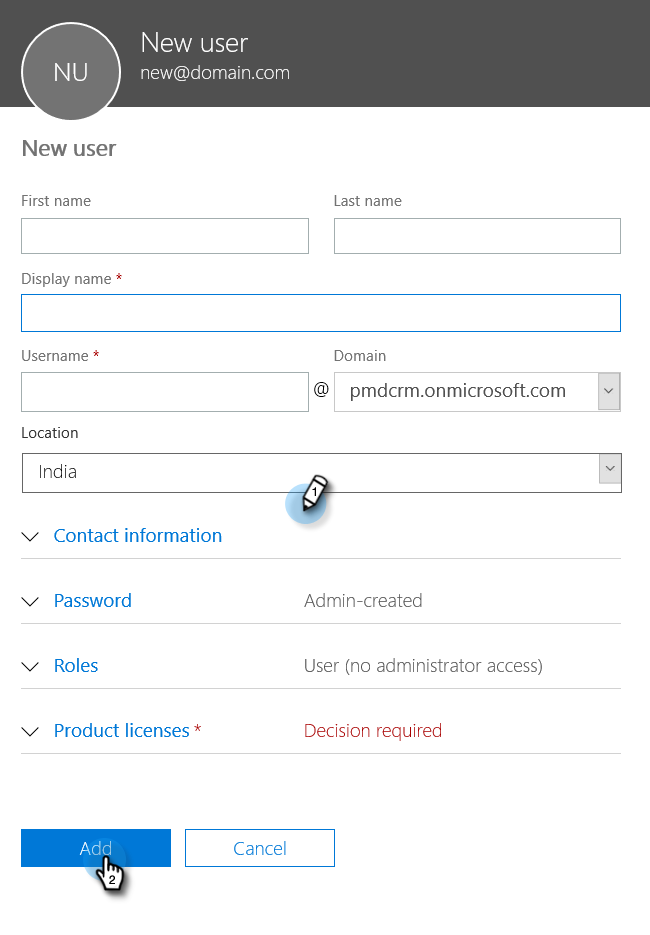 NU
New user
new@domain.com
New user
First name
Last name
Display name *
Username *
Domain
@
pmdcrm.onmicrosoft.com
Location
India
1
Contact information
Password
Admin-created
Roles
User (no administrator access)
Product licenses *
Decision required
Add
Cancel
2